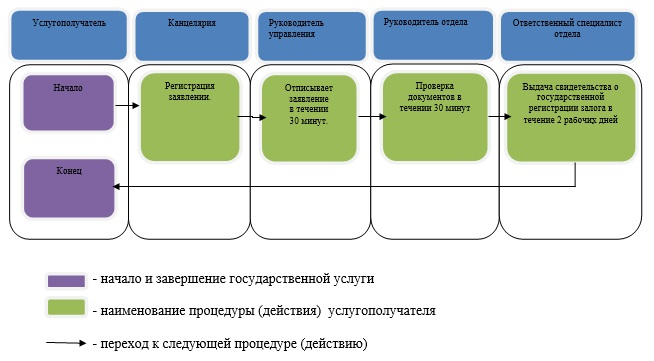 Услугополучатель
Канцелярия
Руководитель
управления
Руководитель отдела
Ответственный специалист
отдела
Начало
Регистрация
заявлении.
Отписывает
заявление
в течении
30 минут.
Проверка
документов в
течении 30 минут
Выдача свидетельства о
государственной
регистрации залога в
течение 2 рабочих дней
Конец
- начало и завершение государственной услуги
- наименование процедуры (действия) услугополучателя
- переход к следующей процедуре (действию)